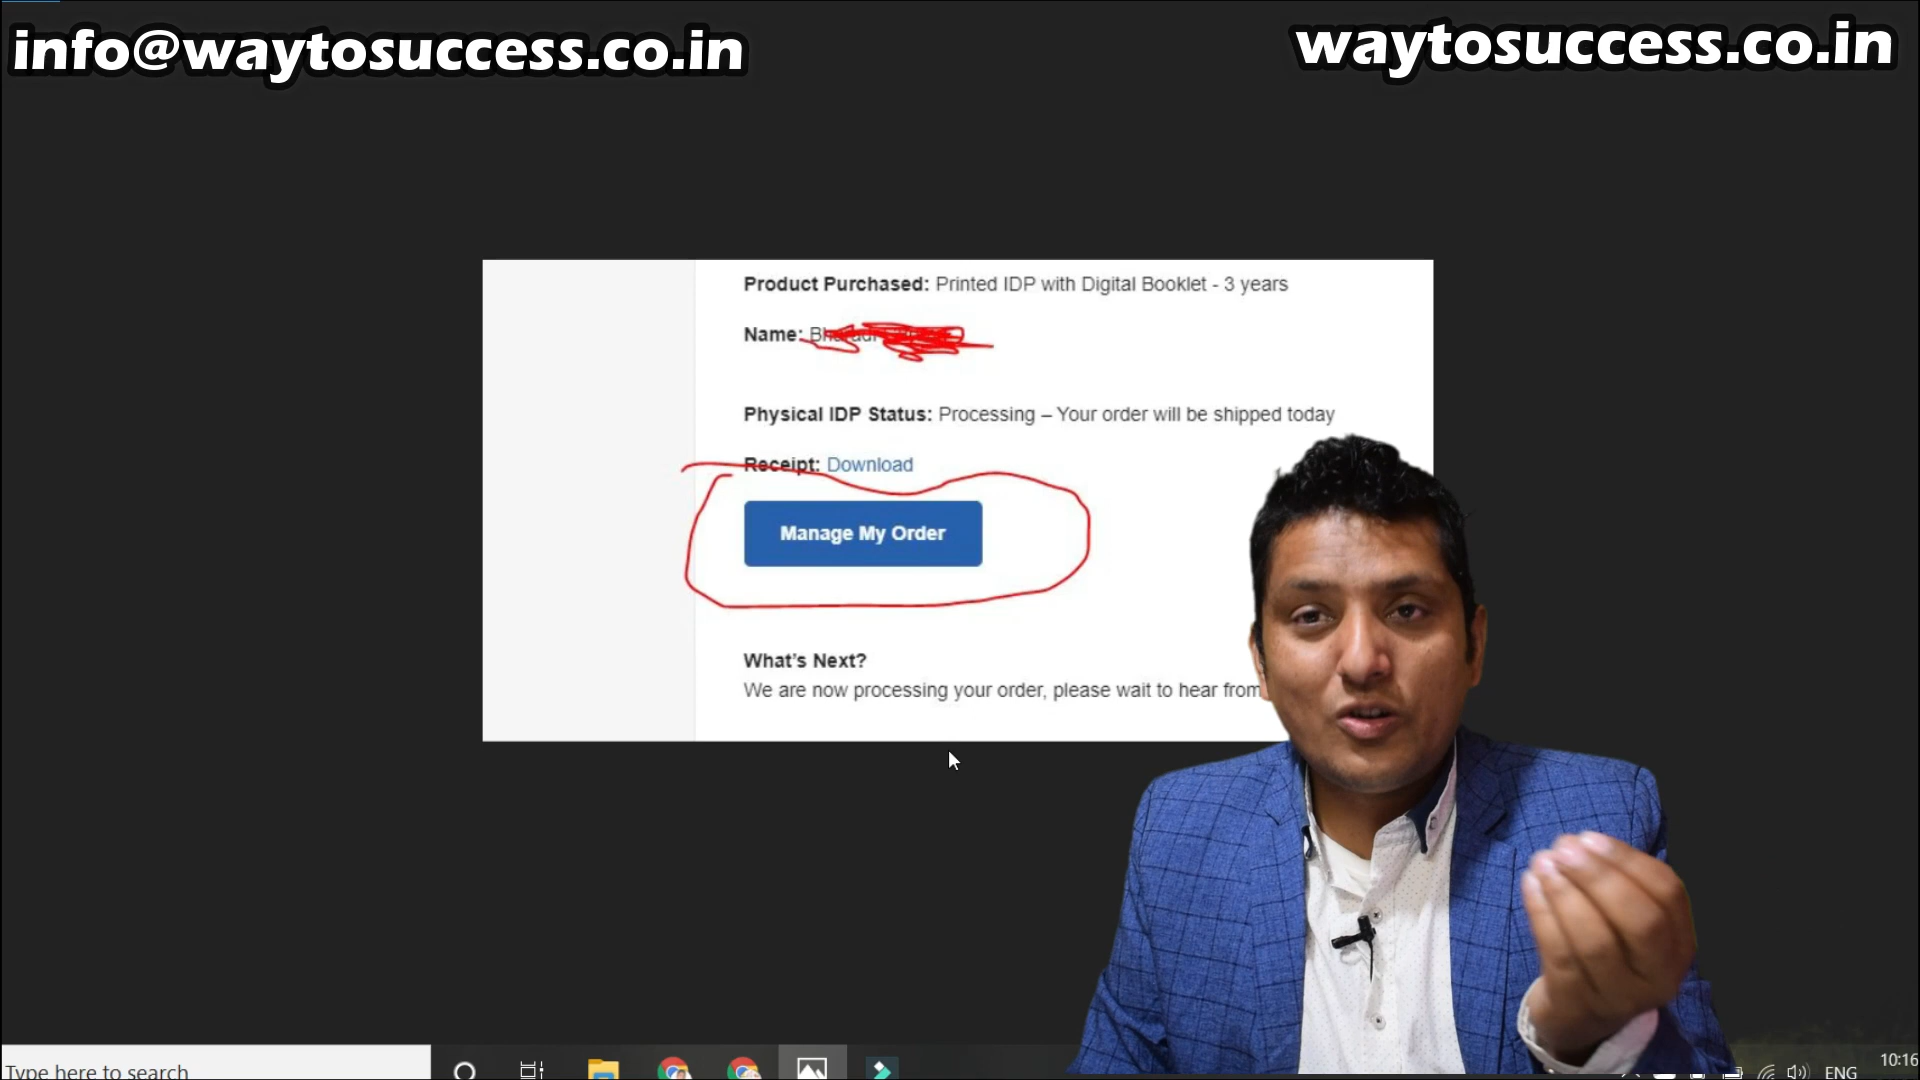 info@waytosuccess.co.in
waytosuccess.co.in
Product Purchased: Printed IDP with Digital Booklet - 3 years
Name:
Physical IDP Status: Processing – Your order will be shipped today
Receipt: Download
Manage My Order
What's Next?
We are now processing your order, please wait to hear from
Type here to search
ENG
10:16